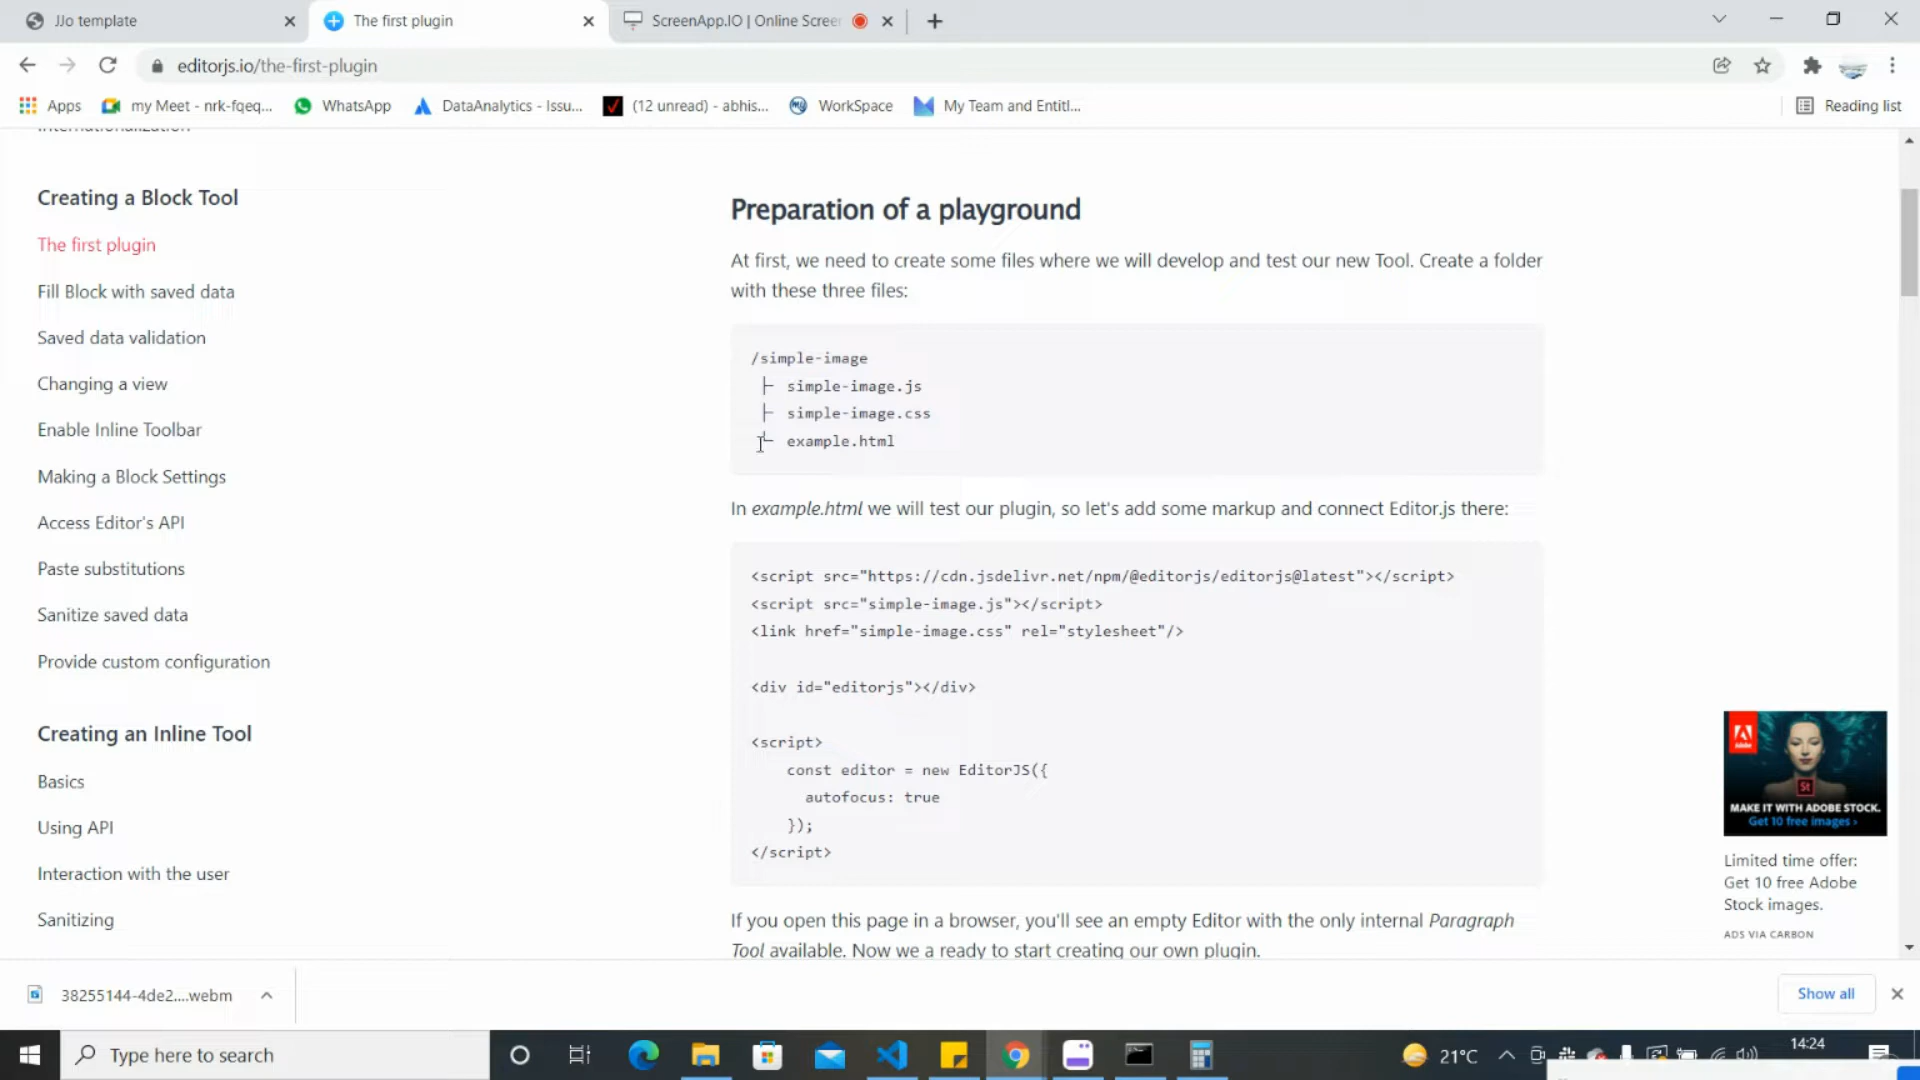 JJo template
The first plugin
ScreenApp.IO | Online Scree
editorjs.io/the-first-plugin
Apps
my Meet - nrk-fqeq...
WhatsApp
DataAnalytics - Issu...
(12 unread) - abhis...
WorkSpace
My Team and Entitl...
Reading list
Internationalization
Creating a Block Tool
The first plugin
Fill Block with saved data
Saved data validation
Changing a view
Enable Inline Toolbar
Making a Block Settings
Access Editor's API
Paste substitutions
Sanitize saved data
Provide custom configuration
Creating an Inline Tool
Basics
Using API
Interaction with the user
Sanitizing
Preparation of a playground
At first, we need to create some files where we will develop and test our new Tool. Create a folder
with these three files:
/simple-image
├ simple-image.js
├ simple-image.css
└ example.html
In example.html we will test our plugin, so let's add some markup and connect Editor.js there:
<script src="https://cdn.jsdelivr.net/npm/@editorjs/editorjs@latest"></script>
<script src="simple-image.js"></script>
<link href="simple-image.css" rel="stylesheet"/>
<div id="editorjs"></div>
<script>
const editor = new EditorJS({
autofocus: true
});
</script>
If you open this page in a browser, you'll see an empty Editor with the only internal Paragraph
Tool available. Now we a ready to start creating our own plugin.
Adobe
St
MAKE IT WITH ADOBE STOCK.
Get 10 free images ›
Limited time offer:
Get 10 free Adobe
Stock images.
ADS VIA CARBON
38255144-4de2....webm
Show all
Type here to search
21°C
14:24